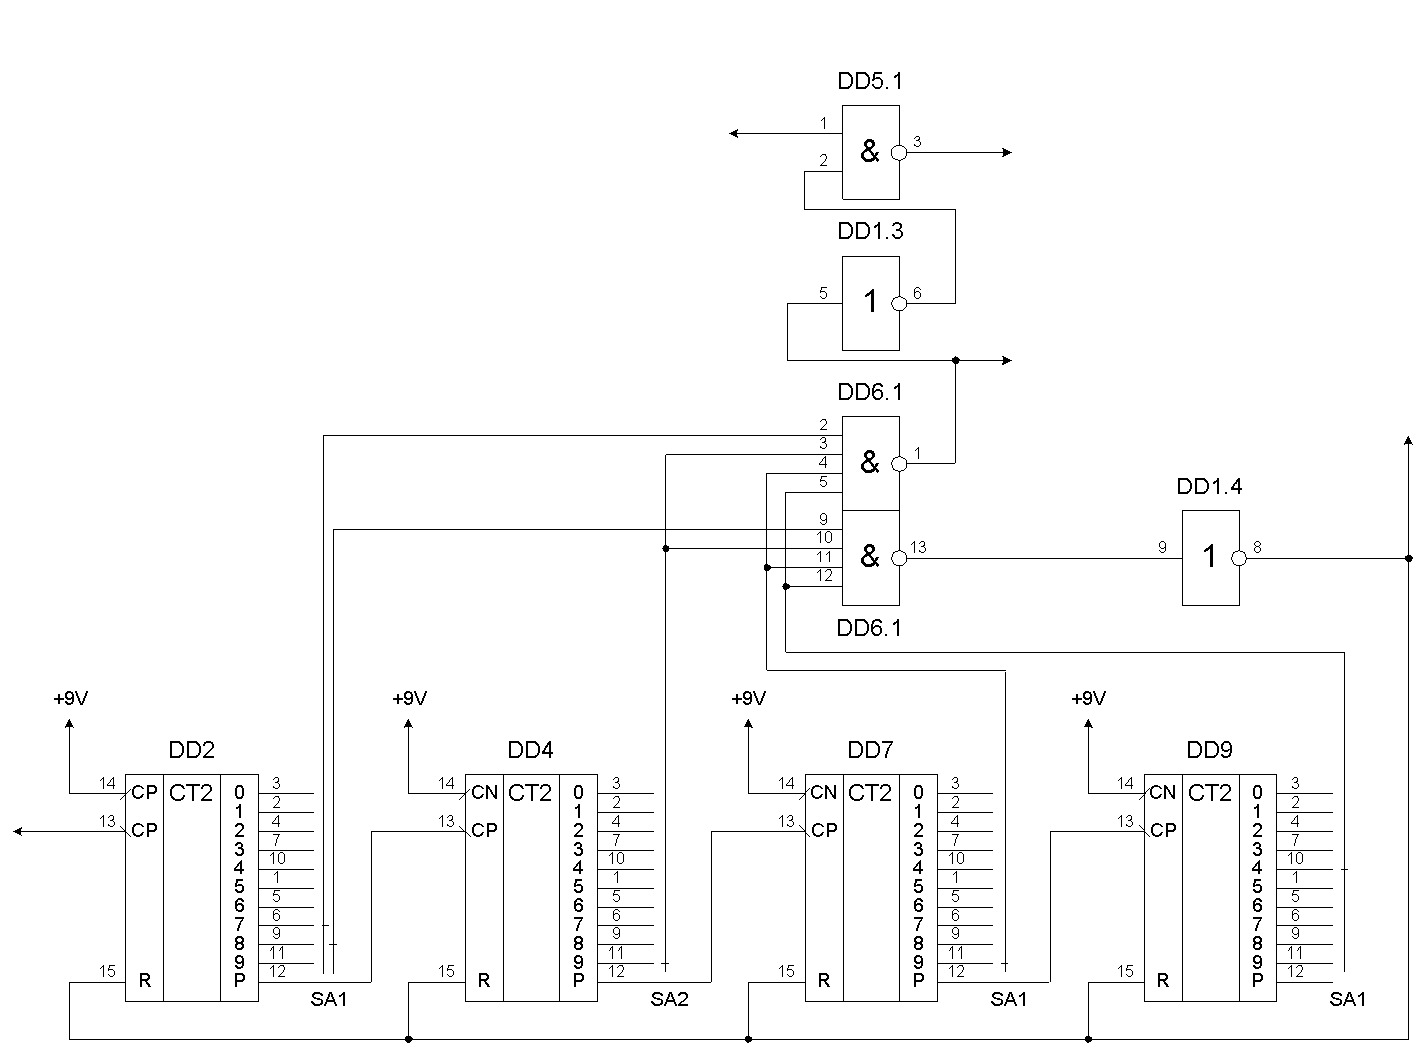 DD5.1
1
&
3
2
DD1.3
5
1
6
DD6.1
2
3
4
&
1
5
DD1.4
9
10
&
13
9
1
8
11
12
DD6.1
+9V
+9V
+9V
+9V
DD2
DD4
DD7
DD9
14 CP CT2 0 3
1 2
13 CP 2 4
3 7
4 10
5 1
6 5
7 6
8 9
9 11
15 R P 12
SA1
14 CN CT2 0 3
1 2
13 CP 2 4
3 7
4 10
5 1
6 5
7 6
8 9
9 11
15 R P 12
SA2
14 CN CT2 0 3
1 2
13 CP 2 4
3 7
4 10
5 1
6 5
7 6
8 9
9 11
15 R P 12
SA1
14 CN CT2 0 3
1 2
13 CP 2 4
3 7
4 10
5 1
6 5
7 6
8 9
9 11
15 R P 12
SA1